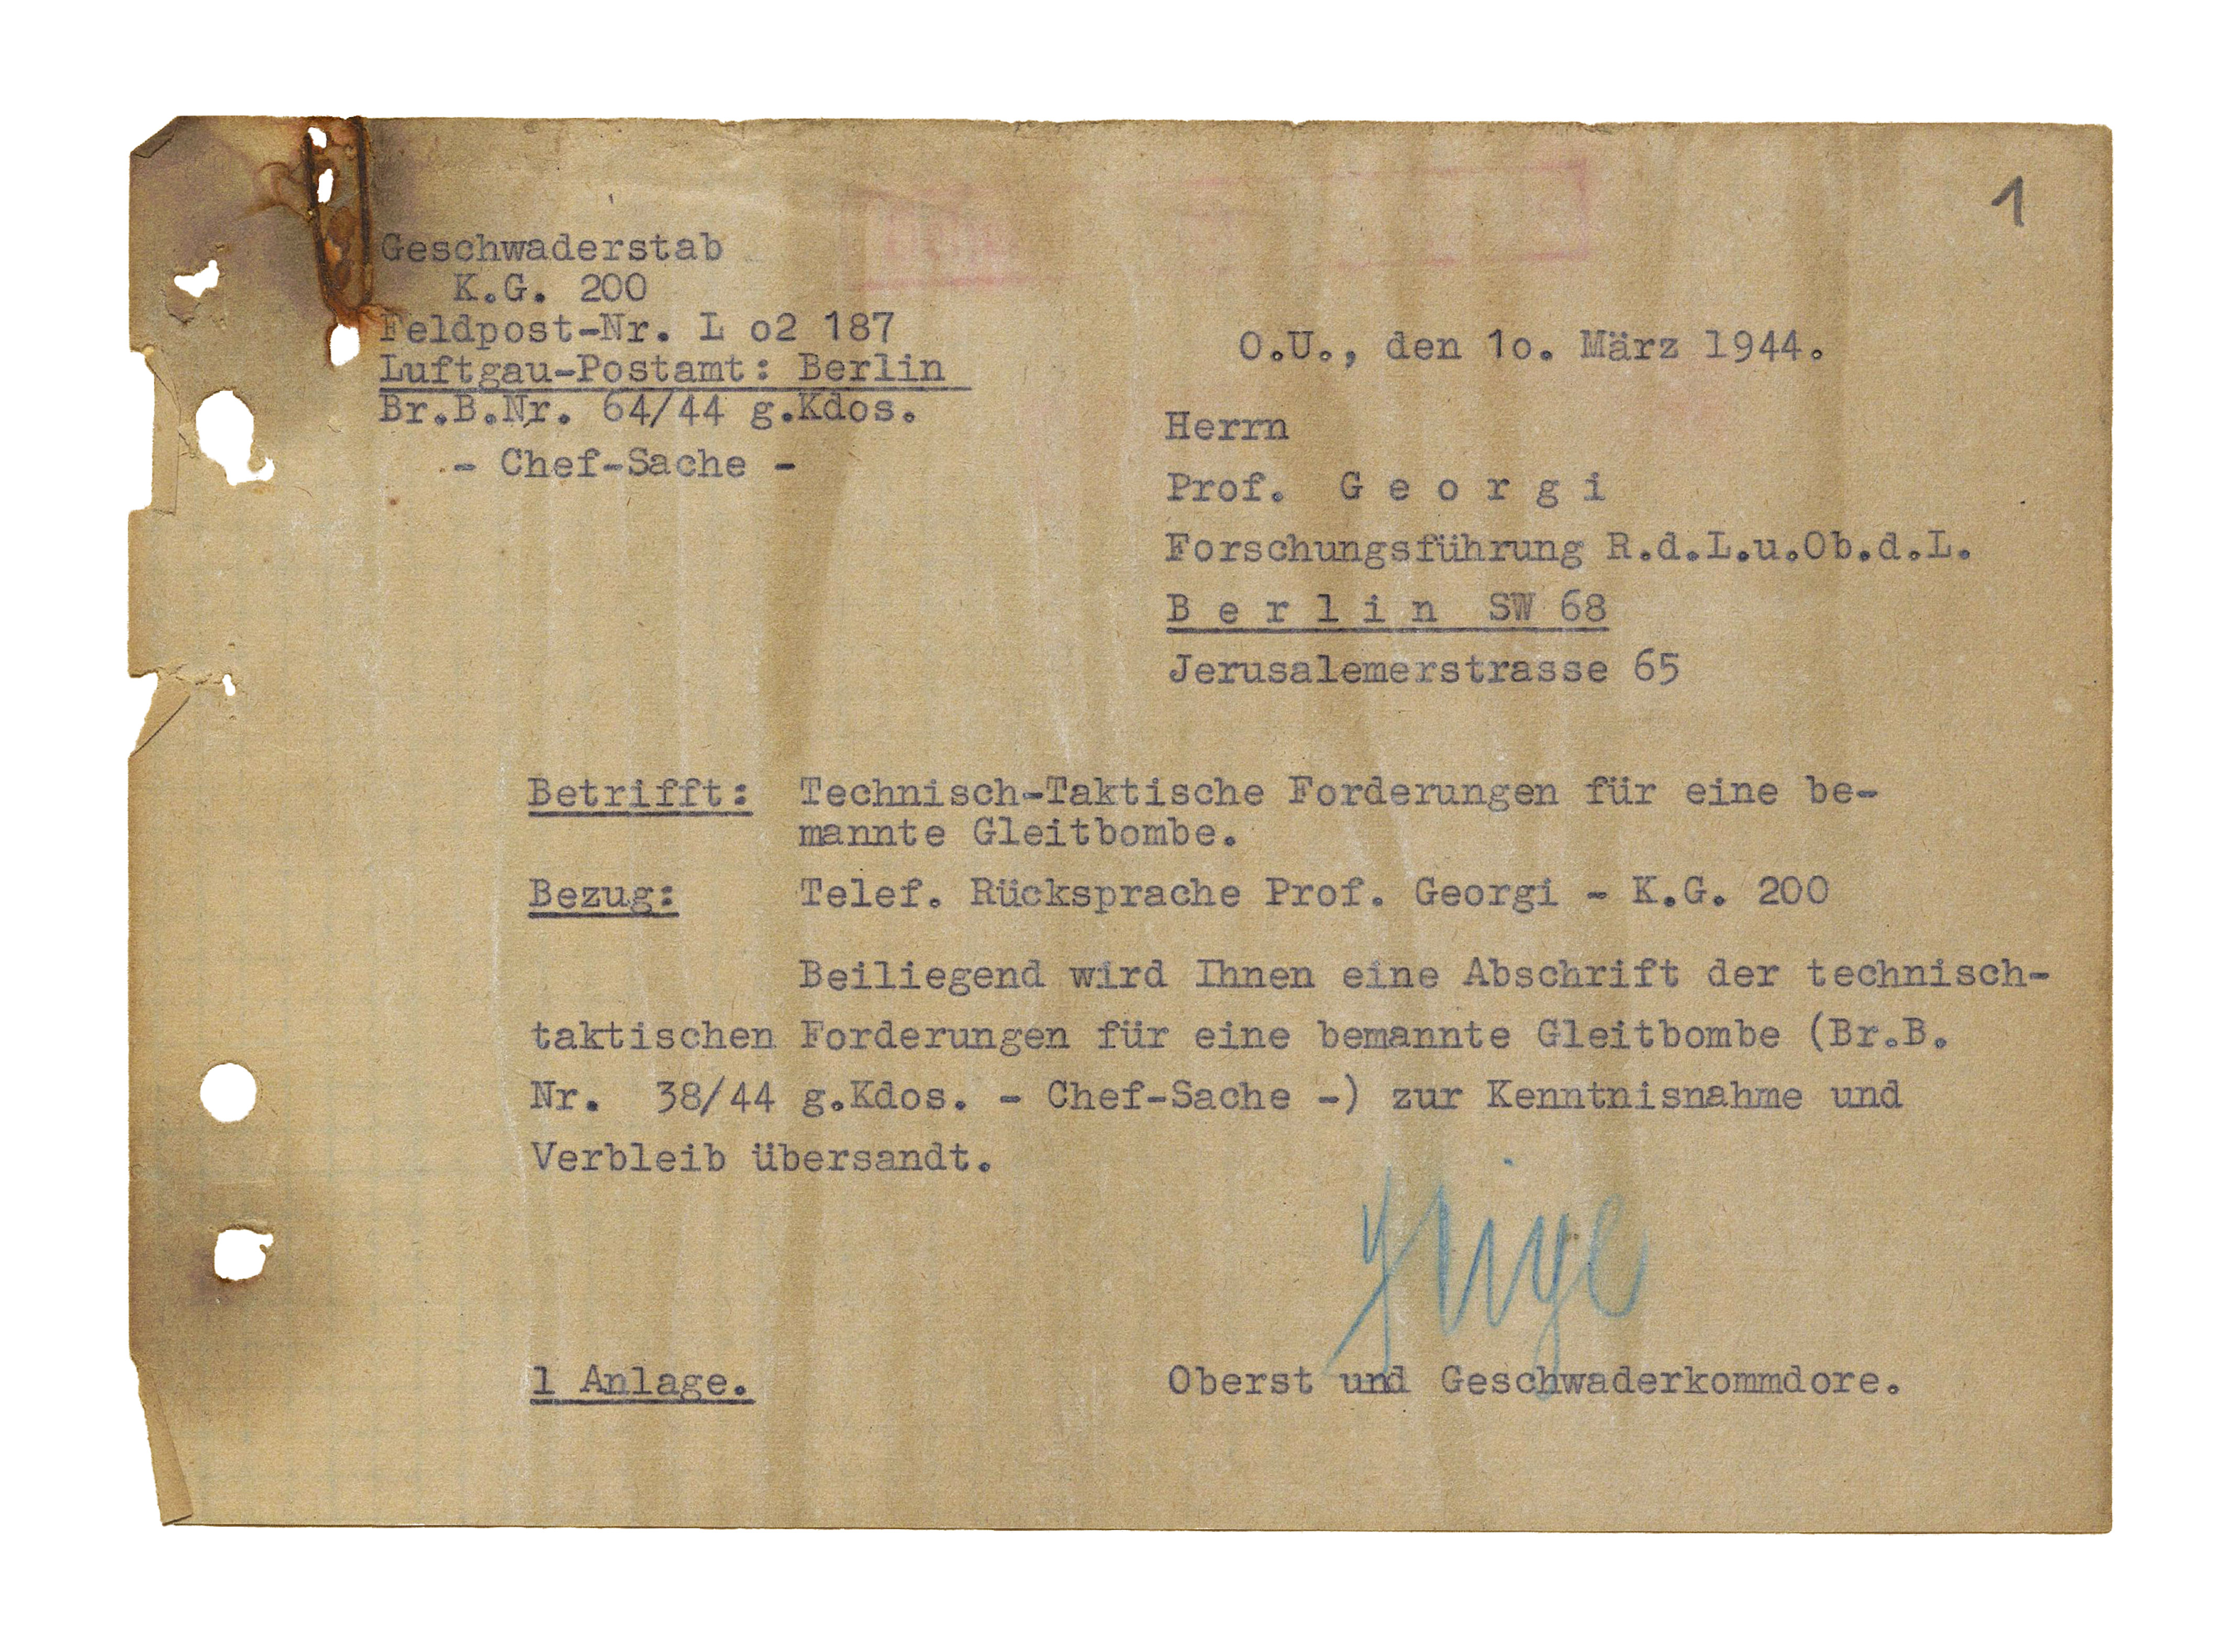 1
Geschwaderstab
K.G. 200
Feldpost-Nr. L o2 187
Luftgau-Postamt: Berlin
Br.B.Nr. 64/44 g.Kdos.
- Chef-Sache -
O.U., den 1o. März 1944.
Herrn
Prof. G e o r g i
Forschungsführung R.d.L.u.Ob.d.L.
B e r l i n SW 68
Jerusalemerstrasse 65
Betrifft: Technisch-Taktische Forderungen für eine be-
mannte Gleitbombe.
Bezug: Telef. Rücksprache Prof. Georgi - K.G. 200
Beiliegend wird Ihnen eine Abschrift der technisch-
taktischen Forderungen für eine bemannte Gleitbombe (Br.B.
Nr. 38/44 g.Kdos. - Chef-Sache -) zur Kenntnisnahme und
Verbleib übersandt.
1 Anlage.
Oberst und Geschwaderkommdore.